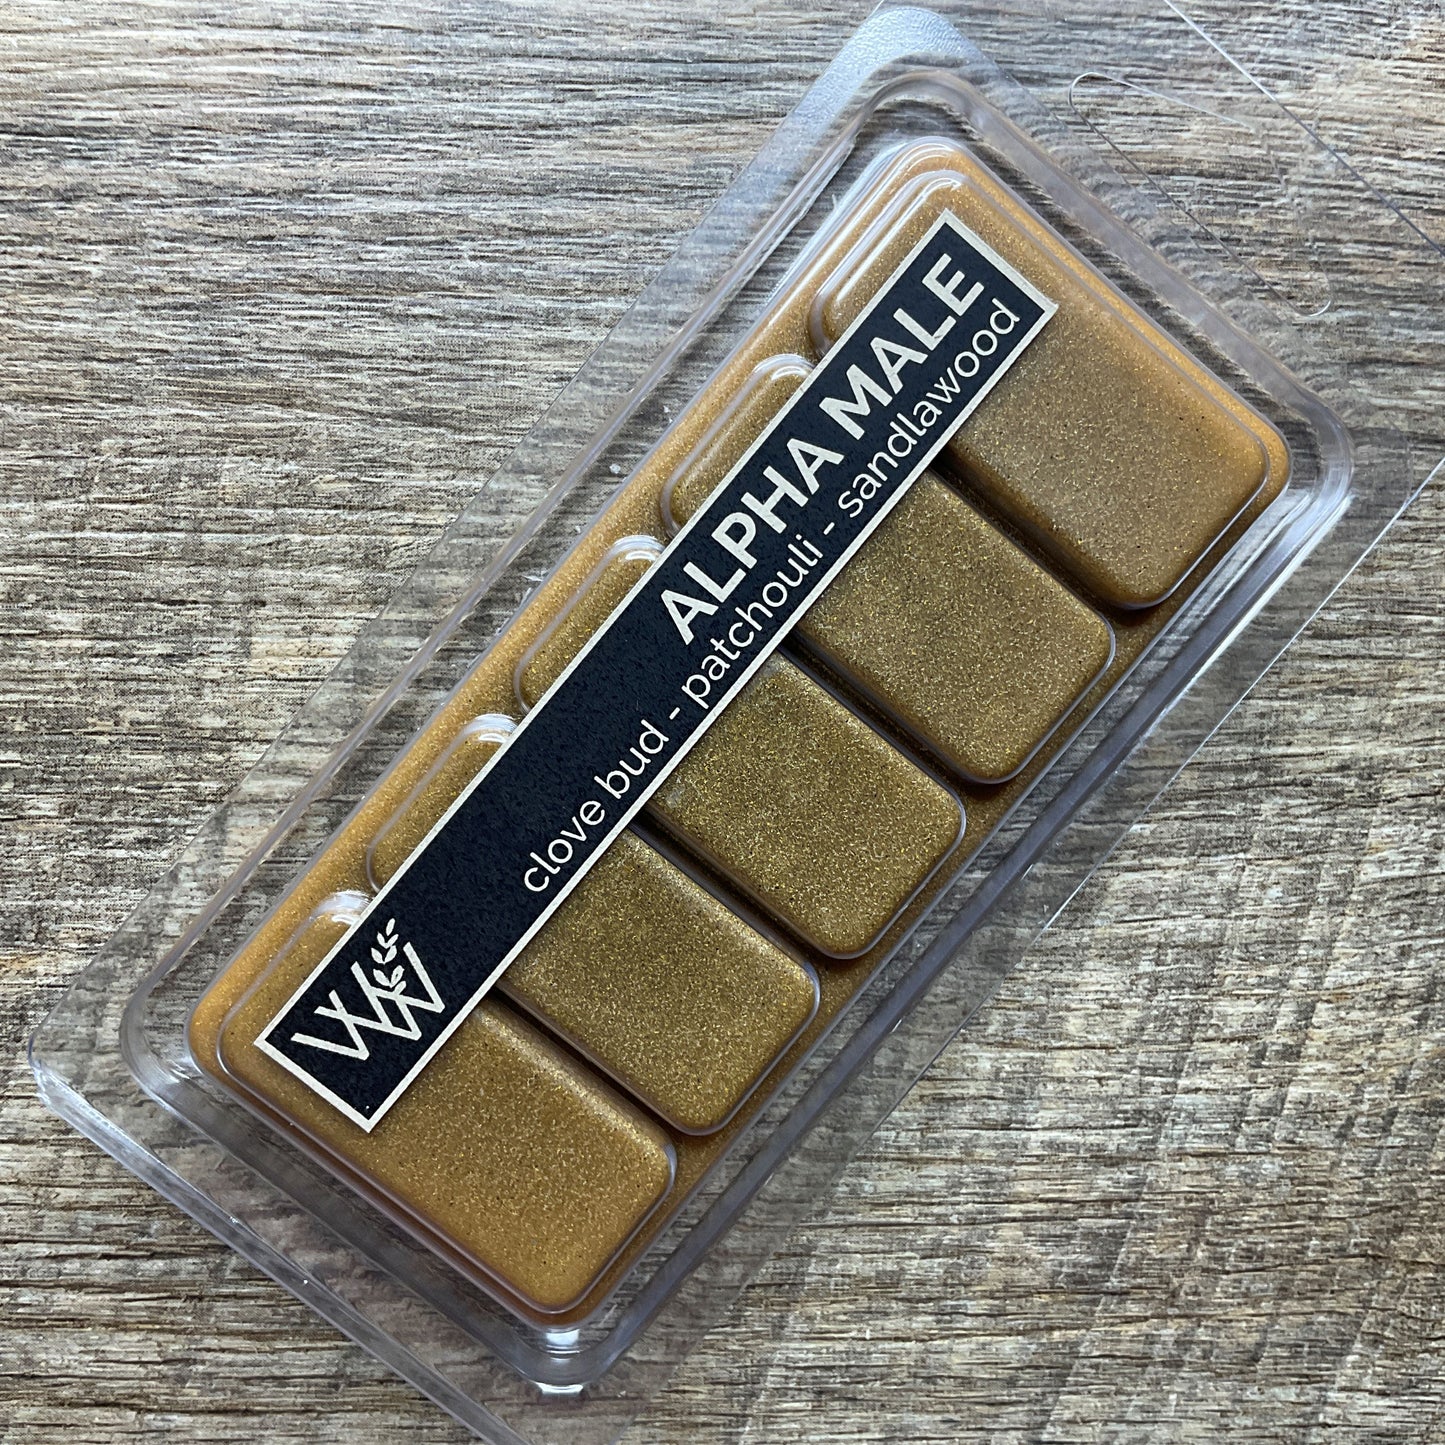 ALPHA MALE
clove bud - patchouli - sandlawood
W